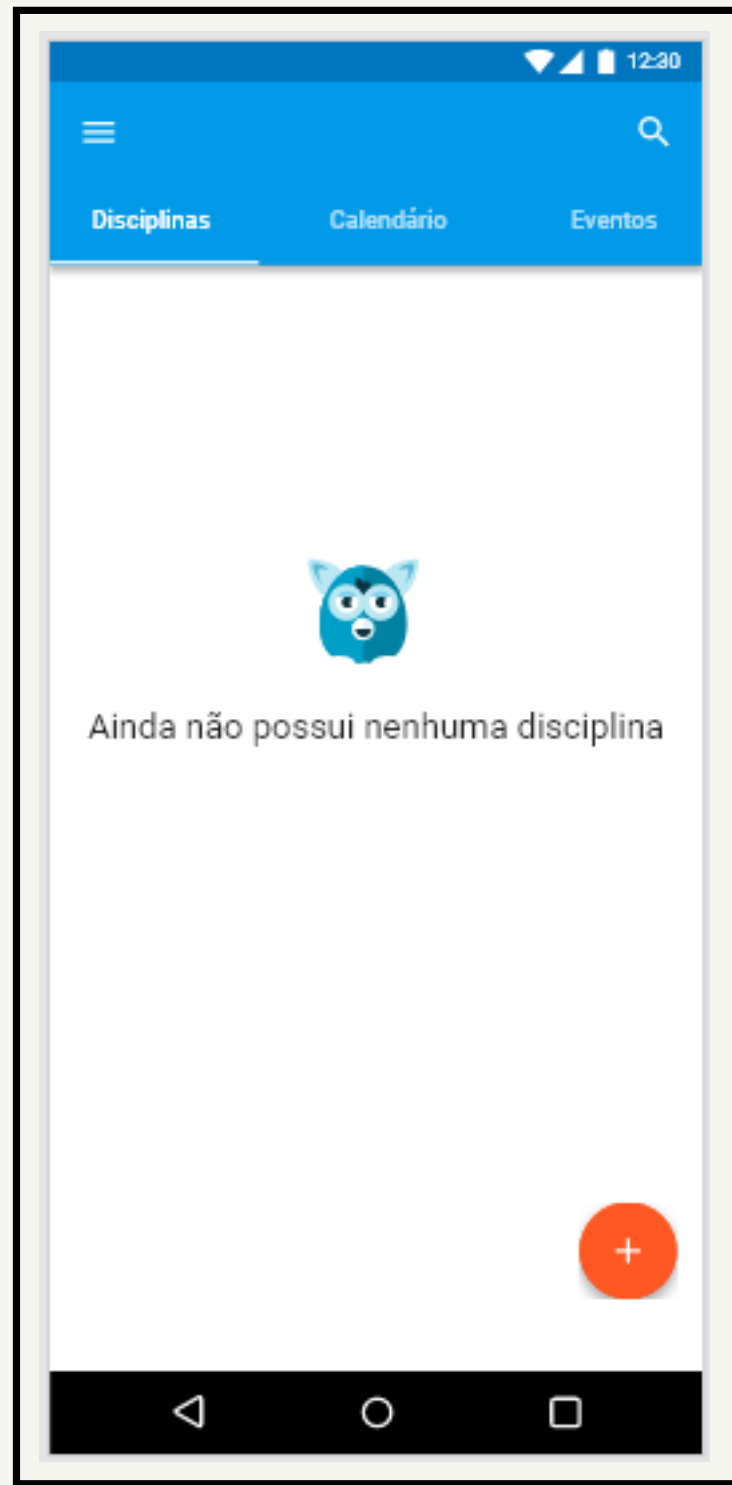 12:30
Disciplinas Calendário Eventos
Ainda não possui nenhuma disciplina
+